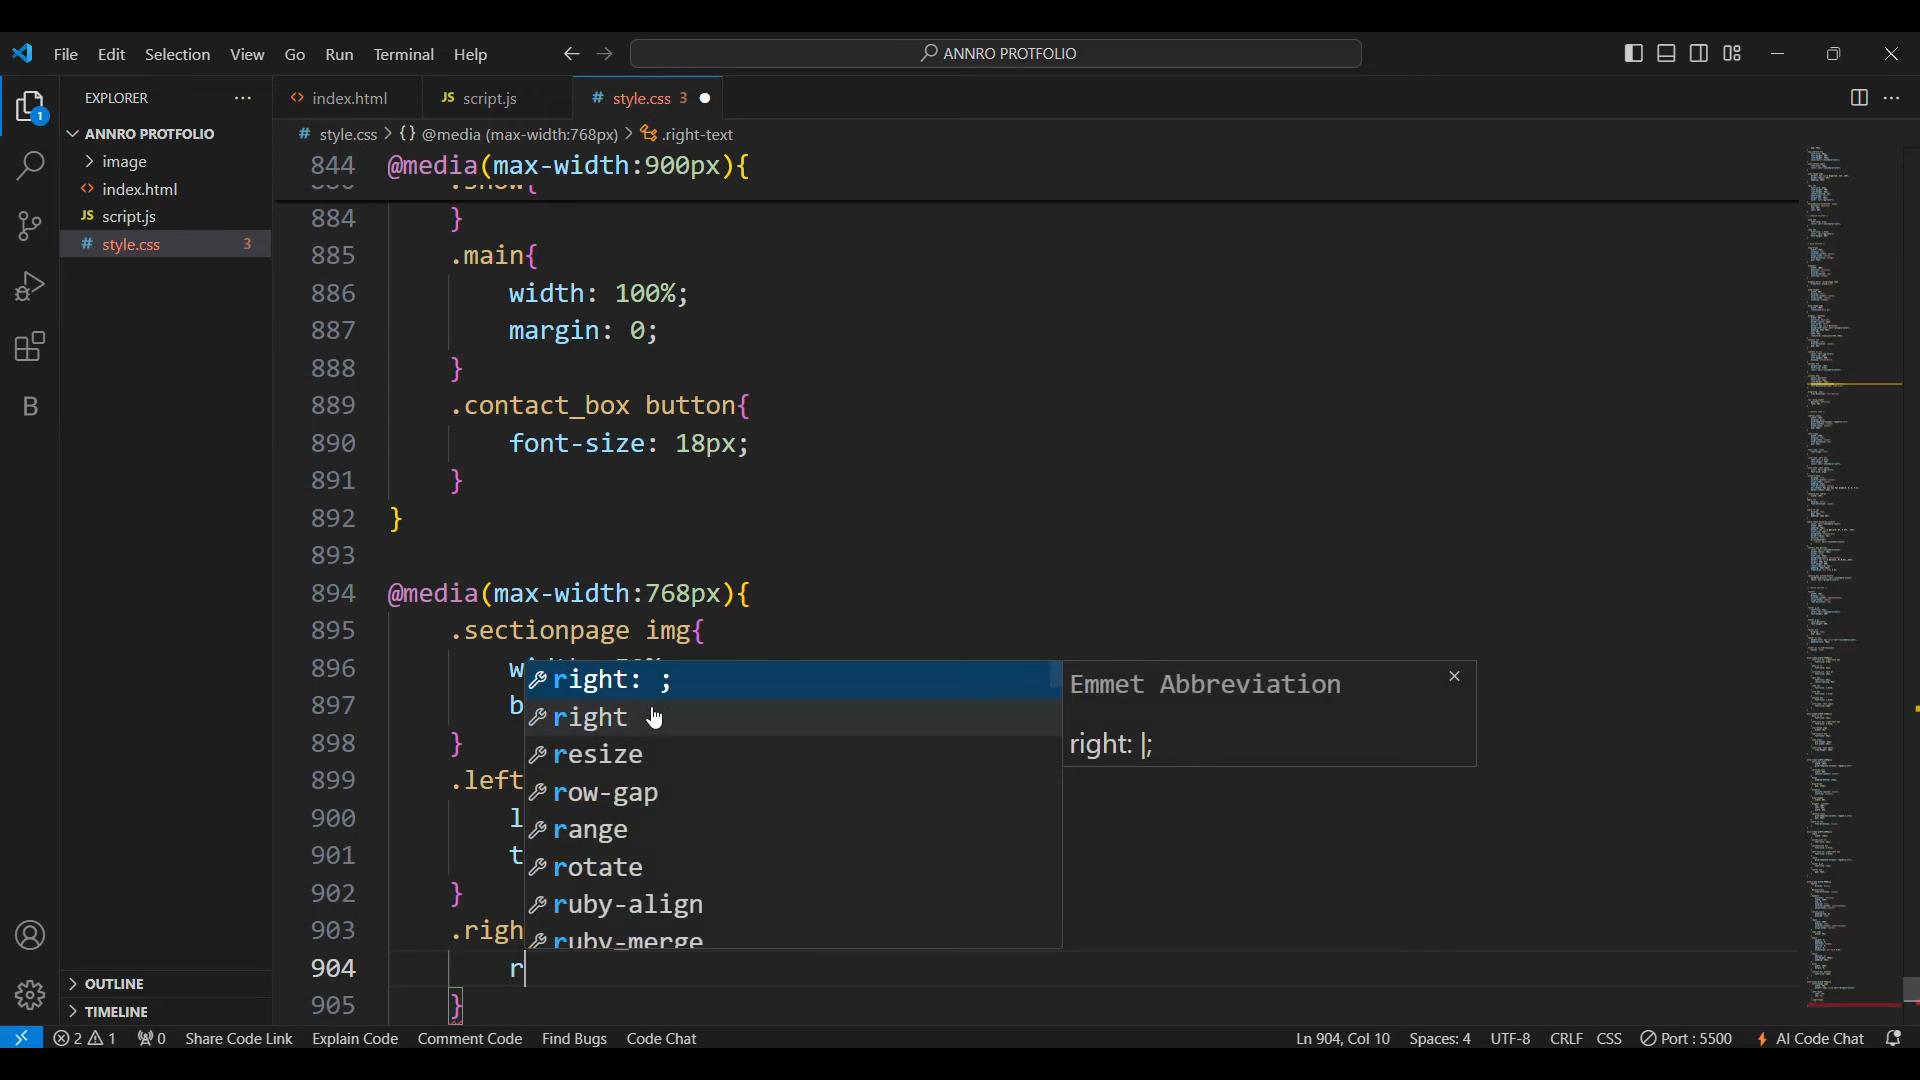 File Edit Selection View Go Run Terminal Help
ANNRO PROTFOLIO
EXPLORER
index.html
JS script.js
# style.css 3
ANNRO PROTFOLIO
# style.css > {} @media (max-width:768px) > .right-text
image
index.html
JS script.js
# style.css 3
B
1
844 @media(max-width:900px){
.show{
884 }
885 .main{
886 width: 100%;
887 margin: 0;
888 }
889 .contact_box button{
890 font-size: 18px;
891 }
892 }
893
894 @media(max-width:768px){
895 .sectionpage img{
896 w
897 b
898 }
899 .left
900 l
901 t
902 }
903 .righ
904 r
905 }
right: ;
right
resize
row-gap
range
rotate
ruby-align
ruby-merge
Emmet Abbreviation
right: |;
OUTLINE
TIMELINE
2 1 0 Share Code Link Explain Code Comment Code Find Bugs Code Chat Ln 904, Col 10 Spaces: 4 UTF-8 CRLF CSS Port : 5500 AI Code Chat